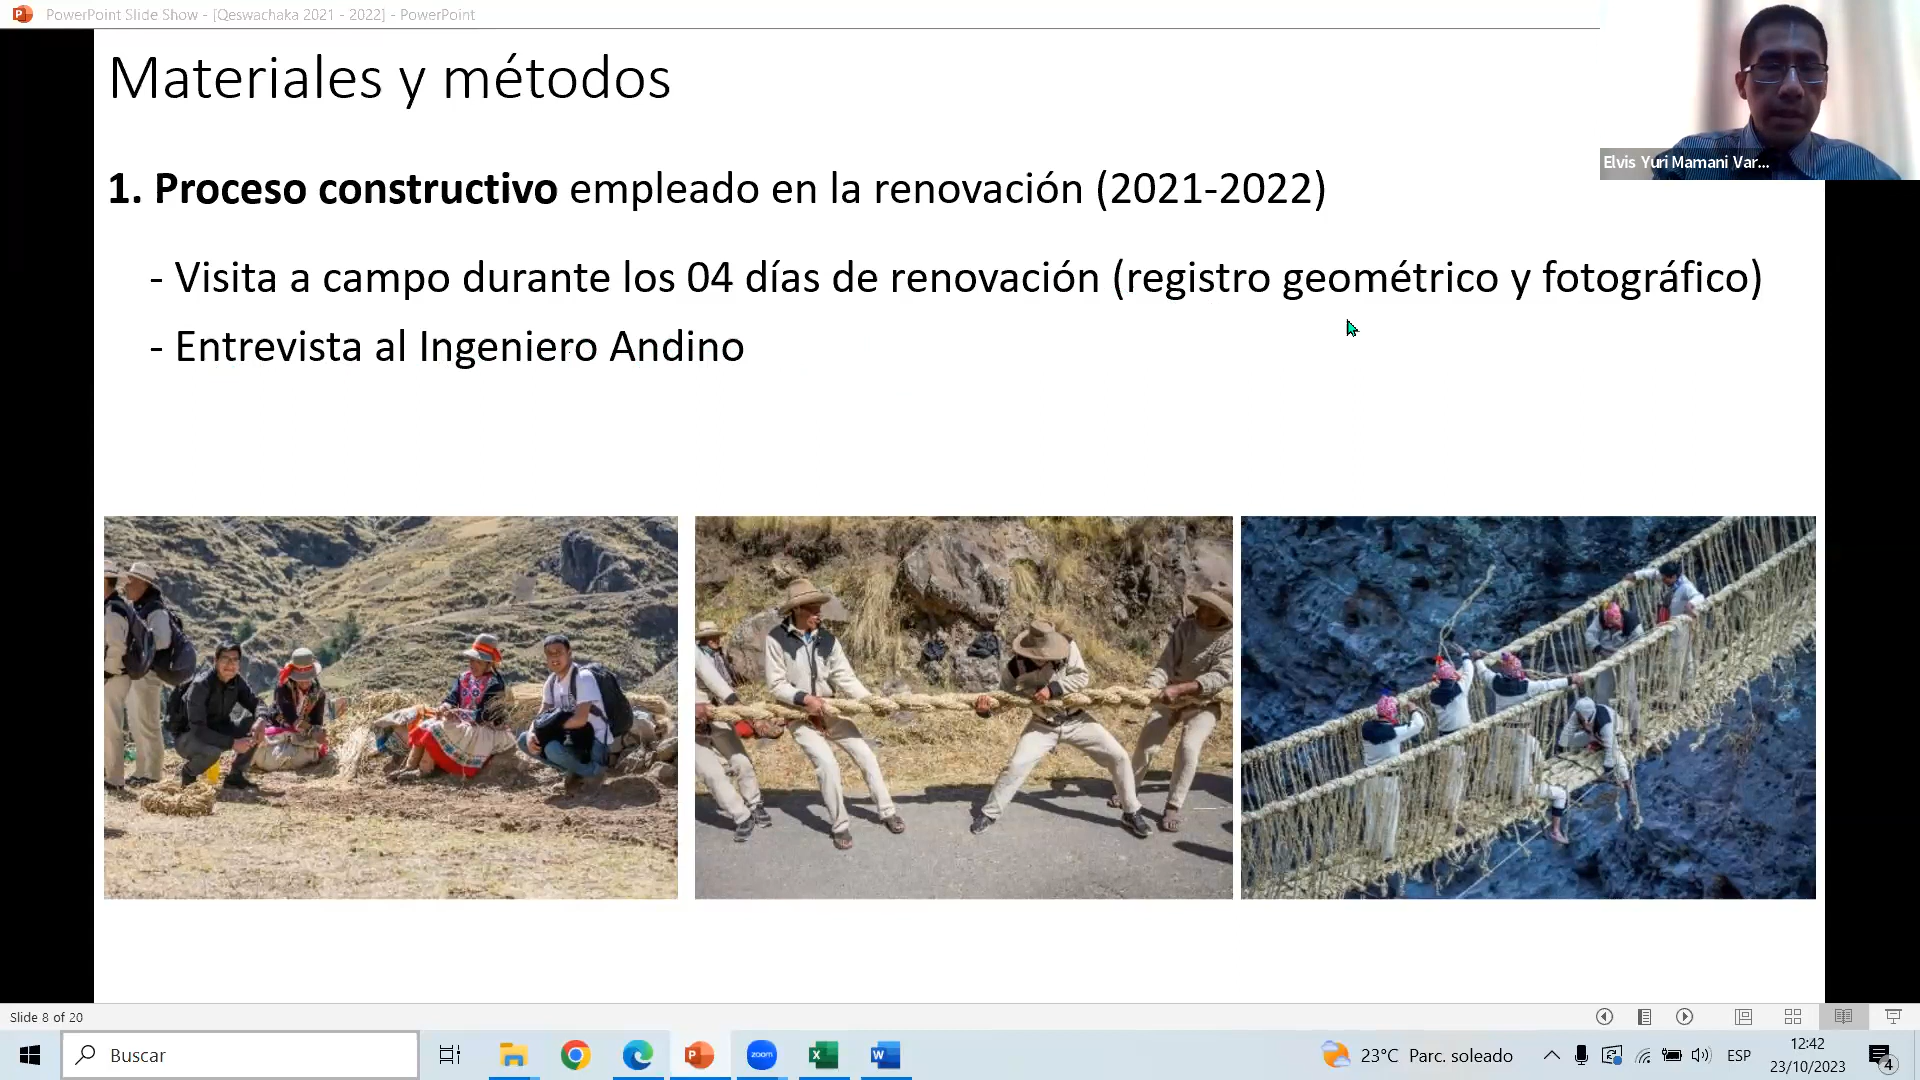 PowerPoint Slide Show - [Qeswachaka 2021 - 2022] - PowerPoint
Materiales y métodos
Elvis Yuri Mamani Var...
1. Proceso constructivo empleado en la renovación (2021-2022)
- Visita a campo durante los 04 días de renovación (registro geométrico y fotográfico)
- Entrevista al Ingeniero Andino
Slide 8 of 20
Buscar
zoom
23°C Parc. soleado
ESP
12:42
23/10/2023
4